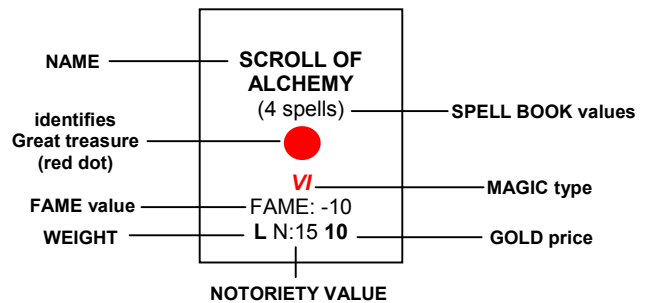 NAME
SCROLL OF
ALCHEMY
(4 spells)
SPELL BOOK values
identifies
Great treasure
(red dot)
VI
MAGIC type
FAME value
FAME: -10
WEIGHT
L N:15 10
GOLD price
NOTORIETY VALUE